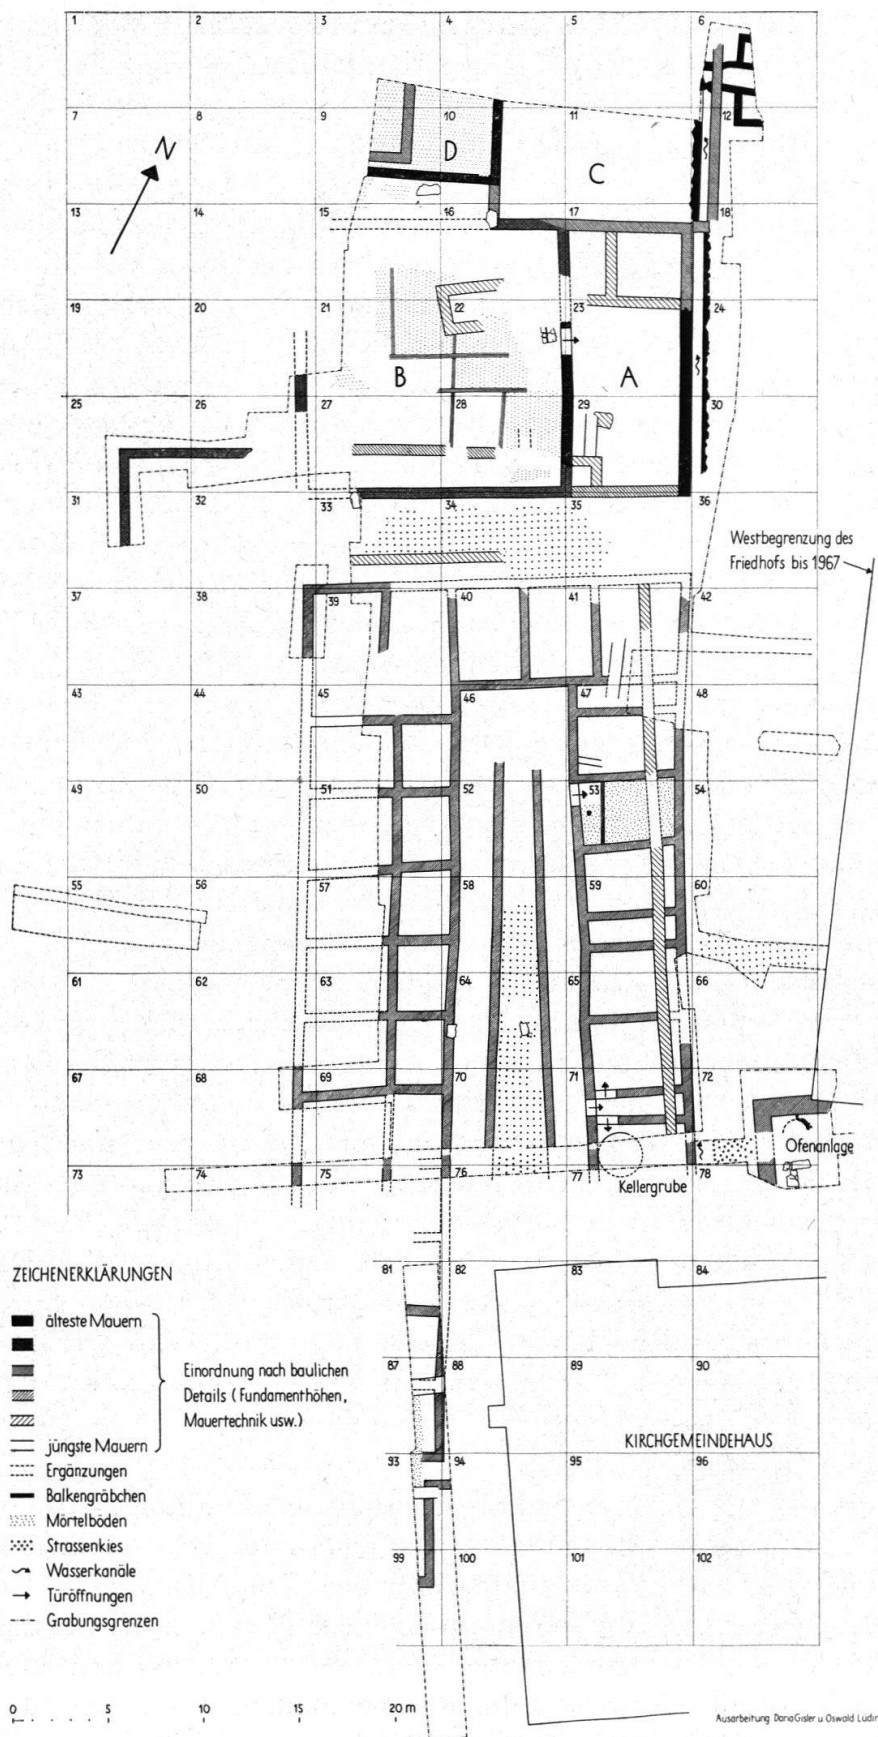 1 2 3 4 5 6
7 8 9 10 11 12
D
C
N
13 14 15 16 17 18
19 20 21 22 23 24
B A
25 26 27 28 29 30
31 32 33 34 35 36
Westbegrenzung des
Friedhofs bis 1967
37 38 39 40 41 42
43 44 45 46 47 48
49 50 51 52 53 54
55 56 57 58 59 60
61 62 63 64 65 66
67 68 69 70 71 72
Ofenanlage
73 74 75 76 77 78
Kellergrube
81 82 83 84
87 88 89 90
KIRCHGEMEINDEHAUS
93 94 95 96
99 100 101 102
ZEICHENERKLÄRUNGEN
älteste Mauern
Einordnung nach baulichen
Details (Fundamenthöhen,
Mauertechnik usw.)
jüngste Mauern
Ergänzungen
Balkengräbchen
Mörtelböden
Strassenkies
Wasserkanäle
Türöffnungen
Grabungsgrenzen
0 5 10 15 20 m
Ausarbeitung Dona Gisler u. Oswald Lüdin